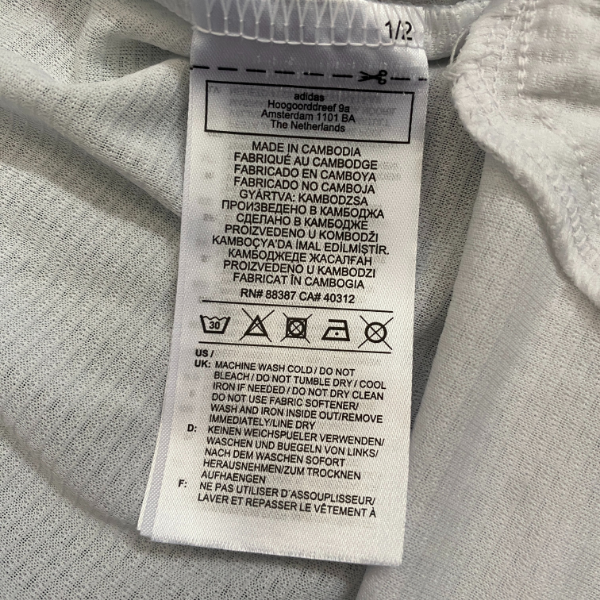 1/2
adidas
Hoogoorddreef 9a
Amsterdam 1101 BA
The Netherlands
MADE IN CAMBODIA
FABRIQUÉ AU CAMBODGE
FABRICADO EN CAMBOYA
FABRICADO NO CAMBOJA
GYÁRTVA: KAMBODZSA
ПРОИЗВЕДЕНО В КАМБОДЖА
СДЕЛАНО В КАМБОДЖЕ
PROIZVEDENO U KOMBODŽI
KAMBOÇYA'DA İMAL EDİLMİŞTİR.
КАМБОДЖЕДЕ ЖАСАЛҒАН
PROIZVEDENO U KAMBODZI
FABRICAT ÎN CAMBOGIA
RN# 88387 CA# 40312
30
US /
UK: MACHINE WASH COLD / DO NOT
BLEACH / DO NOT TUMBLE DRY / COOL
IRON IF NEEDED / DO NOT DRY CLEAN
DO NOT USE FABRIC SOFTENER/
WASH AND IRON INSIDE OUT/REMOVE
IMMEDIATELY/LINE DRY
D: KEINEN WEICHSPUELER VERWENDEN/
WASCHEN UND BUEGELN VON LINKS/
NACH DEM WASCHEN SOFORT
HERAUSNEHMEN/ZUM TROCKNEN
AUFHAENGEN
F: NE PAS UTILISER D'ASSOUPLISEUR/
LAVER ET REPASSER LE VÊTEMENT À